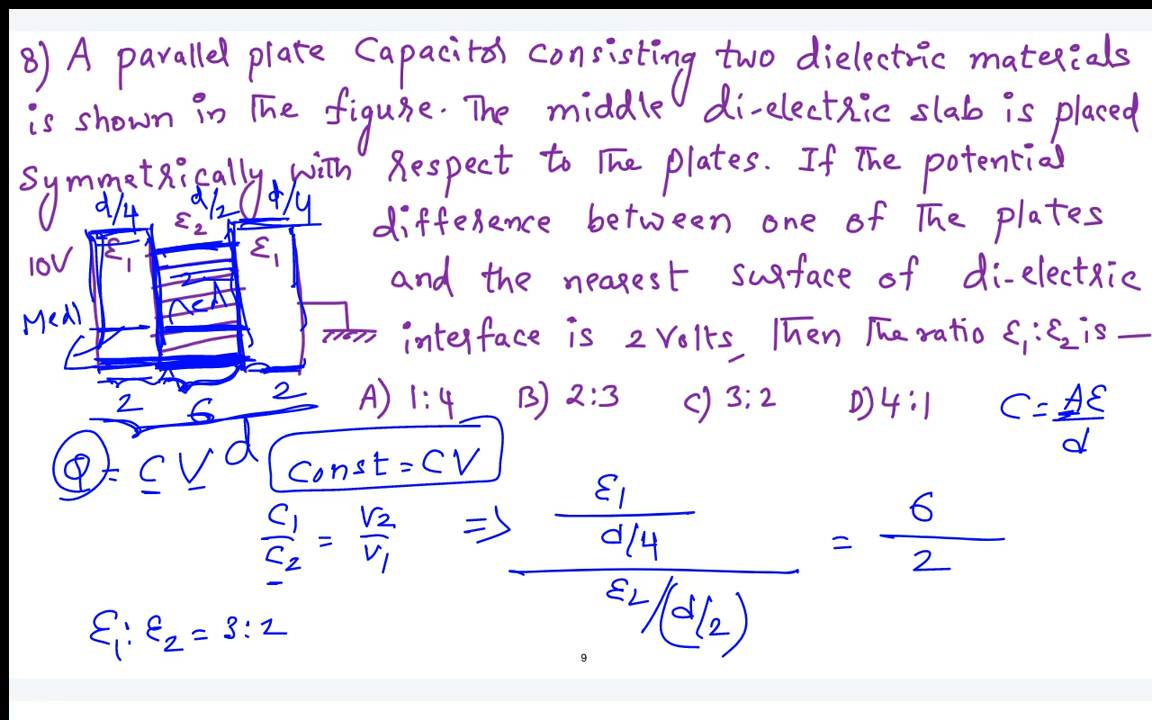 8) A parallel plate Capacitor consisting two dielectric materials
is shown in The figure. The middle di-electric slab is placed
Symmetrically with respect to The plates. If The potential
d/4 d/2 d/4
difference between one of The plates
ε1 ε2 ε1
10V
and the nearest surface of di-electric
interface is 2 Volts, Then The ratio ε1:ε2 is —
2 6 2
d
A) 1:4 B) 2:3 C) 3:2 D) 4:1
C = Aε/d
Q = CV
Const = CV
C1/C2 = V2/V1 => (ε1/(d/4))/(ε2/(d/2)) = 6/2
ε1:ε2 = 3:2
9